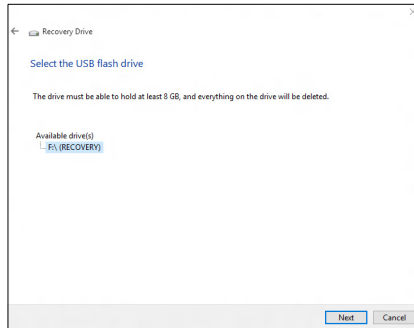 Recovery Drive
Select the USB flash drive
The drive must be able to hold at least 8 GB, and everything on the drive will be deleted.
Available drive(s)
F:\ (RECOVERY)
Next Cancel